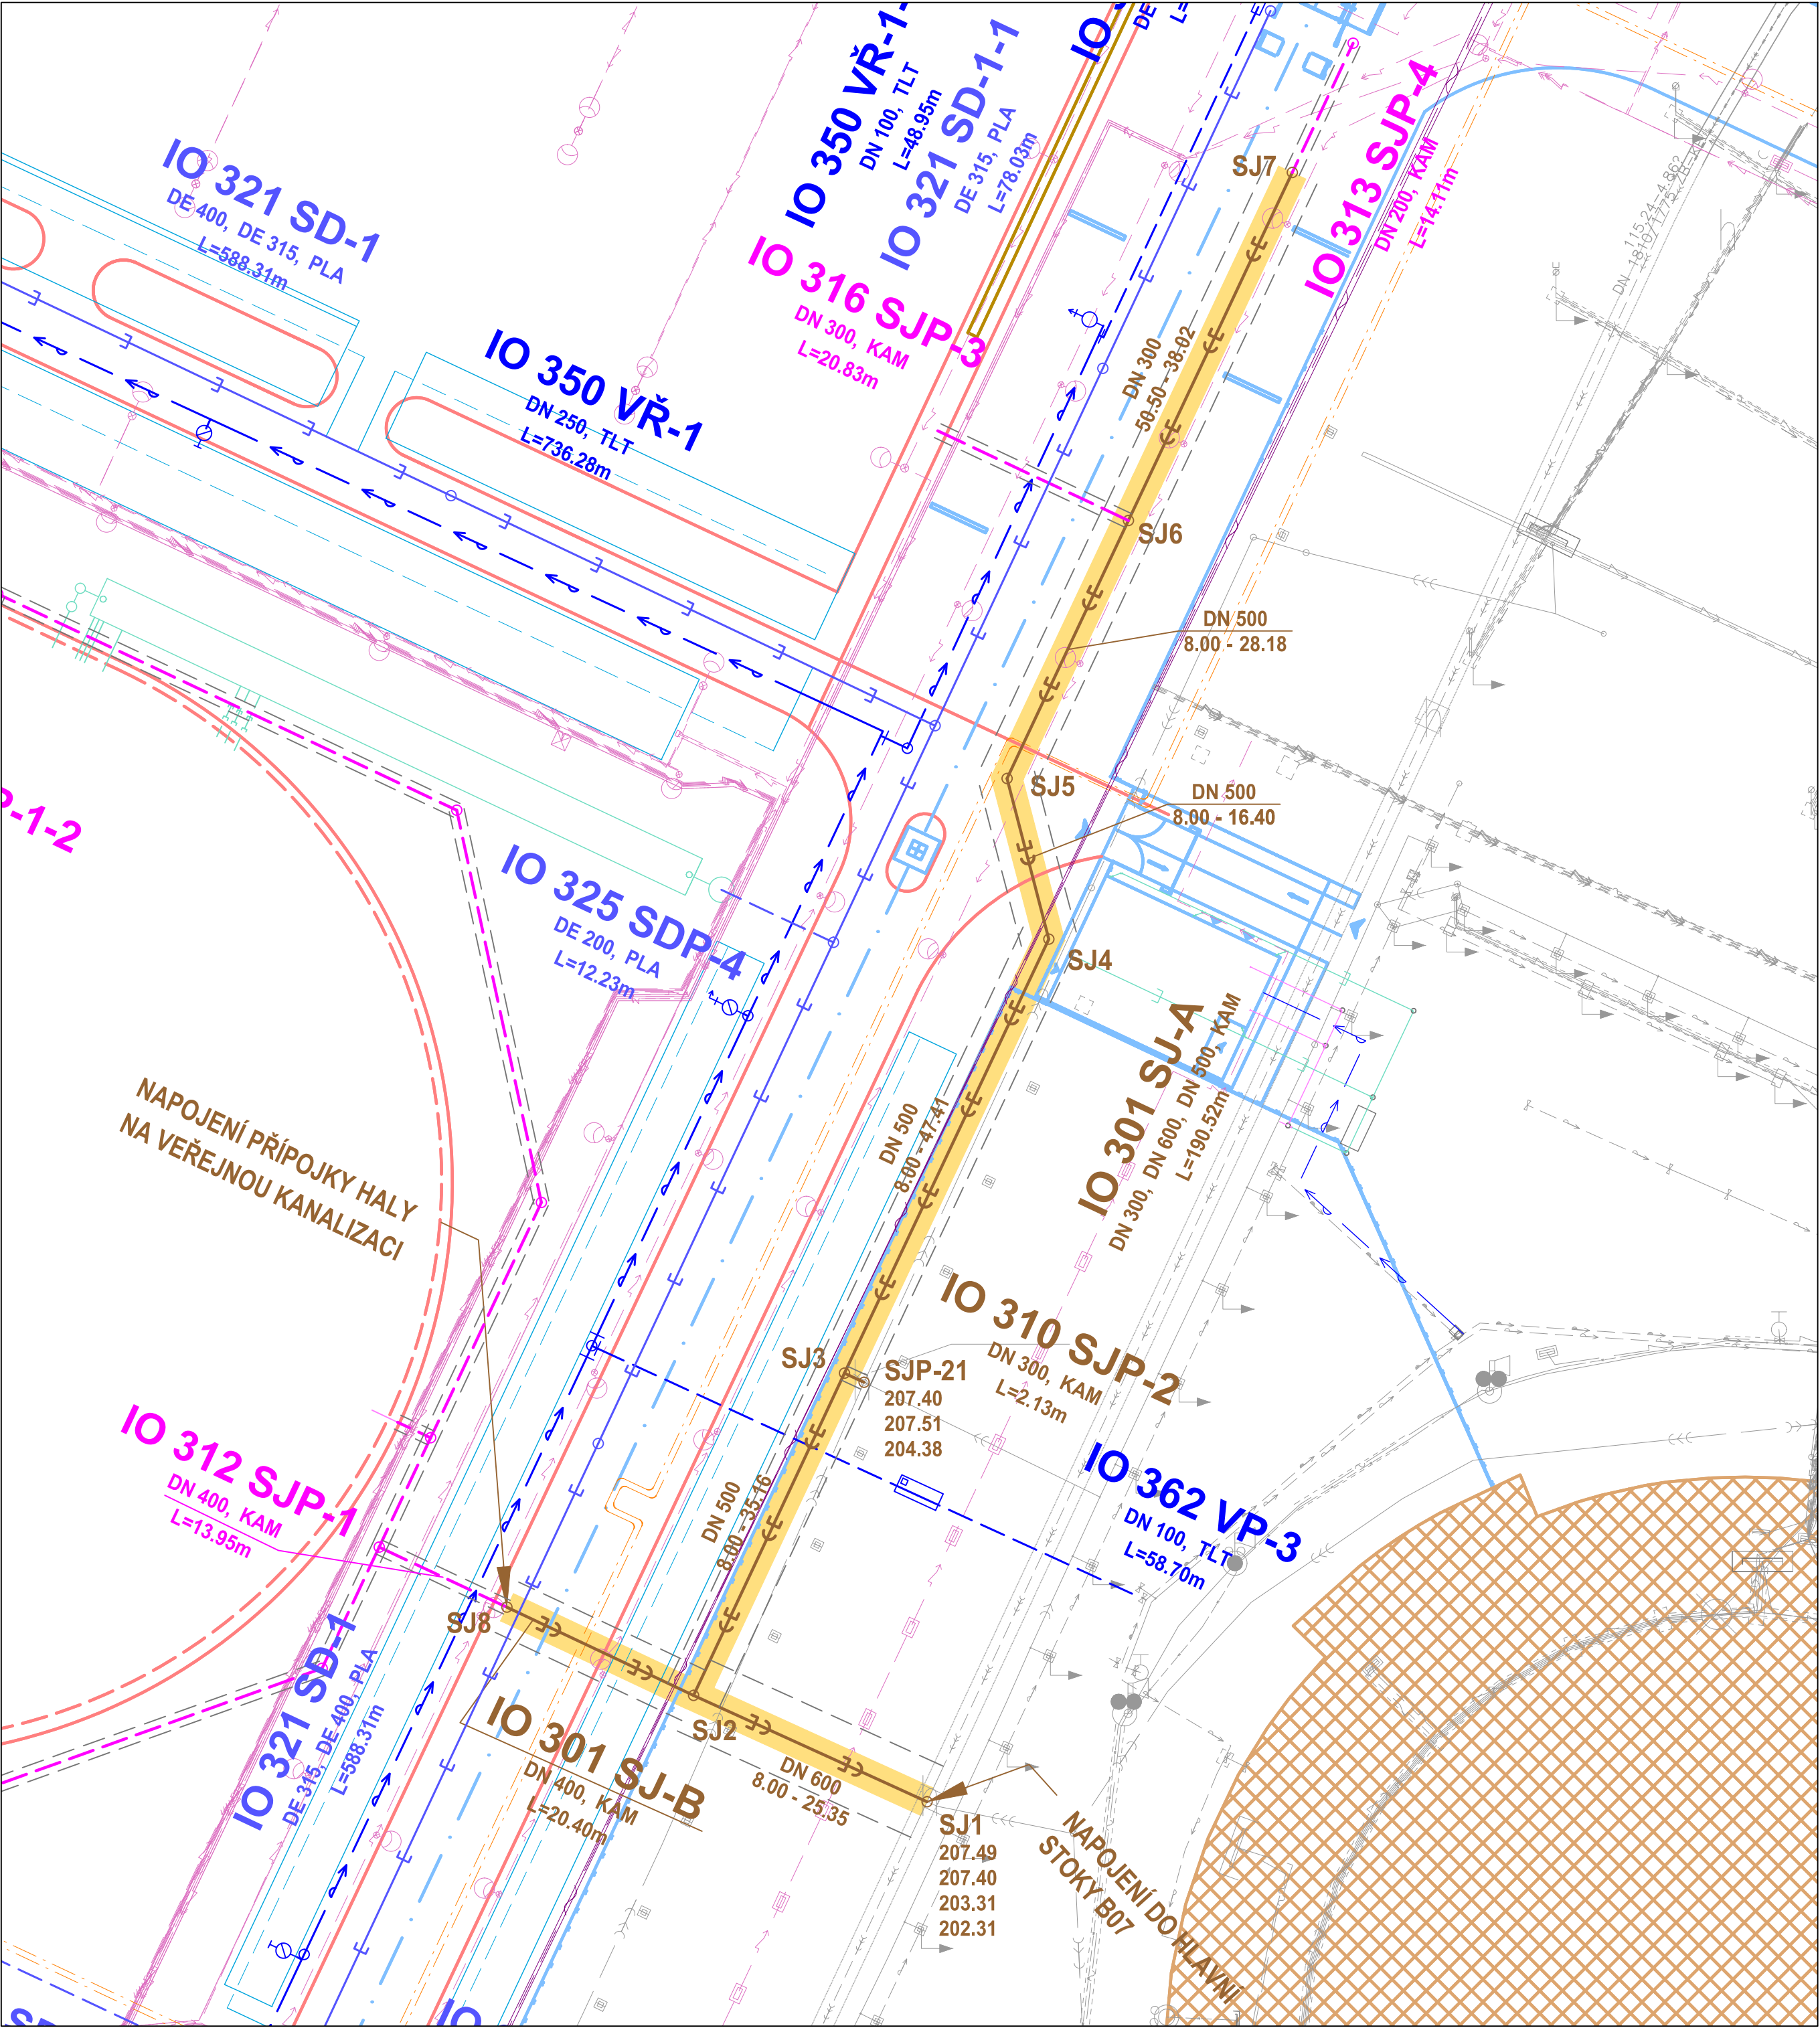 IO 321 SD-1
DE 400, DE 315, PLA
L=588.31m
IO 350 VŘ-1-
DN 100, TLT
L=48.95m
IO 321 SD-1-1
DE 315, PLA
L=78.03m
IO
DE
L=
IO 316 SJP-3
DN 300, KAM
L=20.83m
SJ7
IO 313 SJP-4
DN 200, KAM
L=14.11m
IO 350 VŘ-1
DN 250, TLT
L=736.28m
DN 300
50.50 - 38.02
SJ6
DN 500
8.00 - 28.18
SJ5
DN 500
8.00 - 16.40
P-1-2
IO 325 SDP-4
DE 200, PLA
L=12.23m
SJ4
IO 301 SJ-A
DN 300, DN 600, DN 500, KAM
L=190.52m
NAPOJENÍ PŘÍPOJKY HALY
NA VEŘEJNOU KANALIZACI
DN 500
8.00 - 47.41
IO 310 SJP-2
DN 300, KAM
L=2.13m
SJ3
SJP-21
207.40
207.51
204.38
IO 312 SJP-1
DN 400, KAM
L=13.95m
DN 500
8.00 - 35.16
IO 362 VP-3
DN 100, TLT
L=58.70m
SJ8
IO 321 SD-1
DE 315, DE 400, PLA
L=588.31m
SJ2
IO 301 SJ-B
DN 400, KAM
L=20.40m
DN 600
8.00 - 25.35
SJ1
207.49
207.40
203.31
202.31
NAPOJENÍ DO HLAVNÍ
STOKY B07
IO